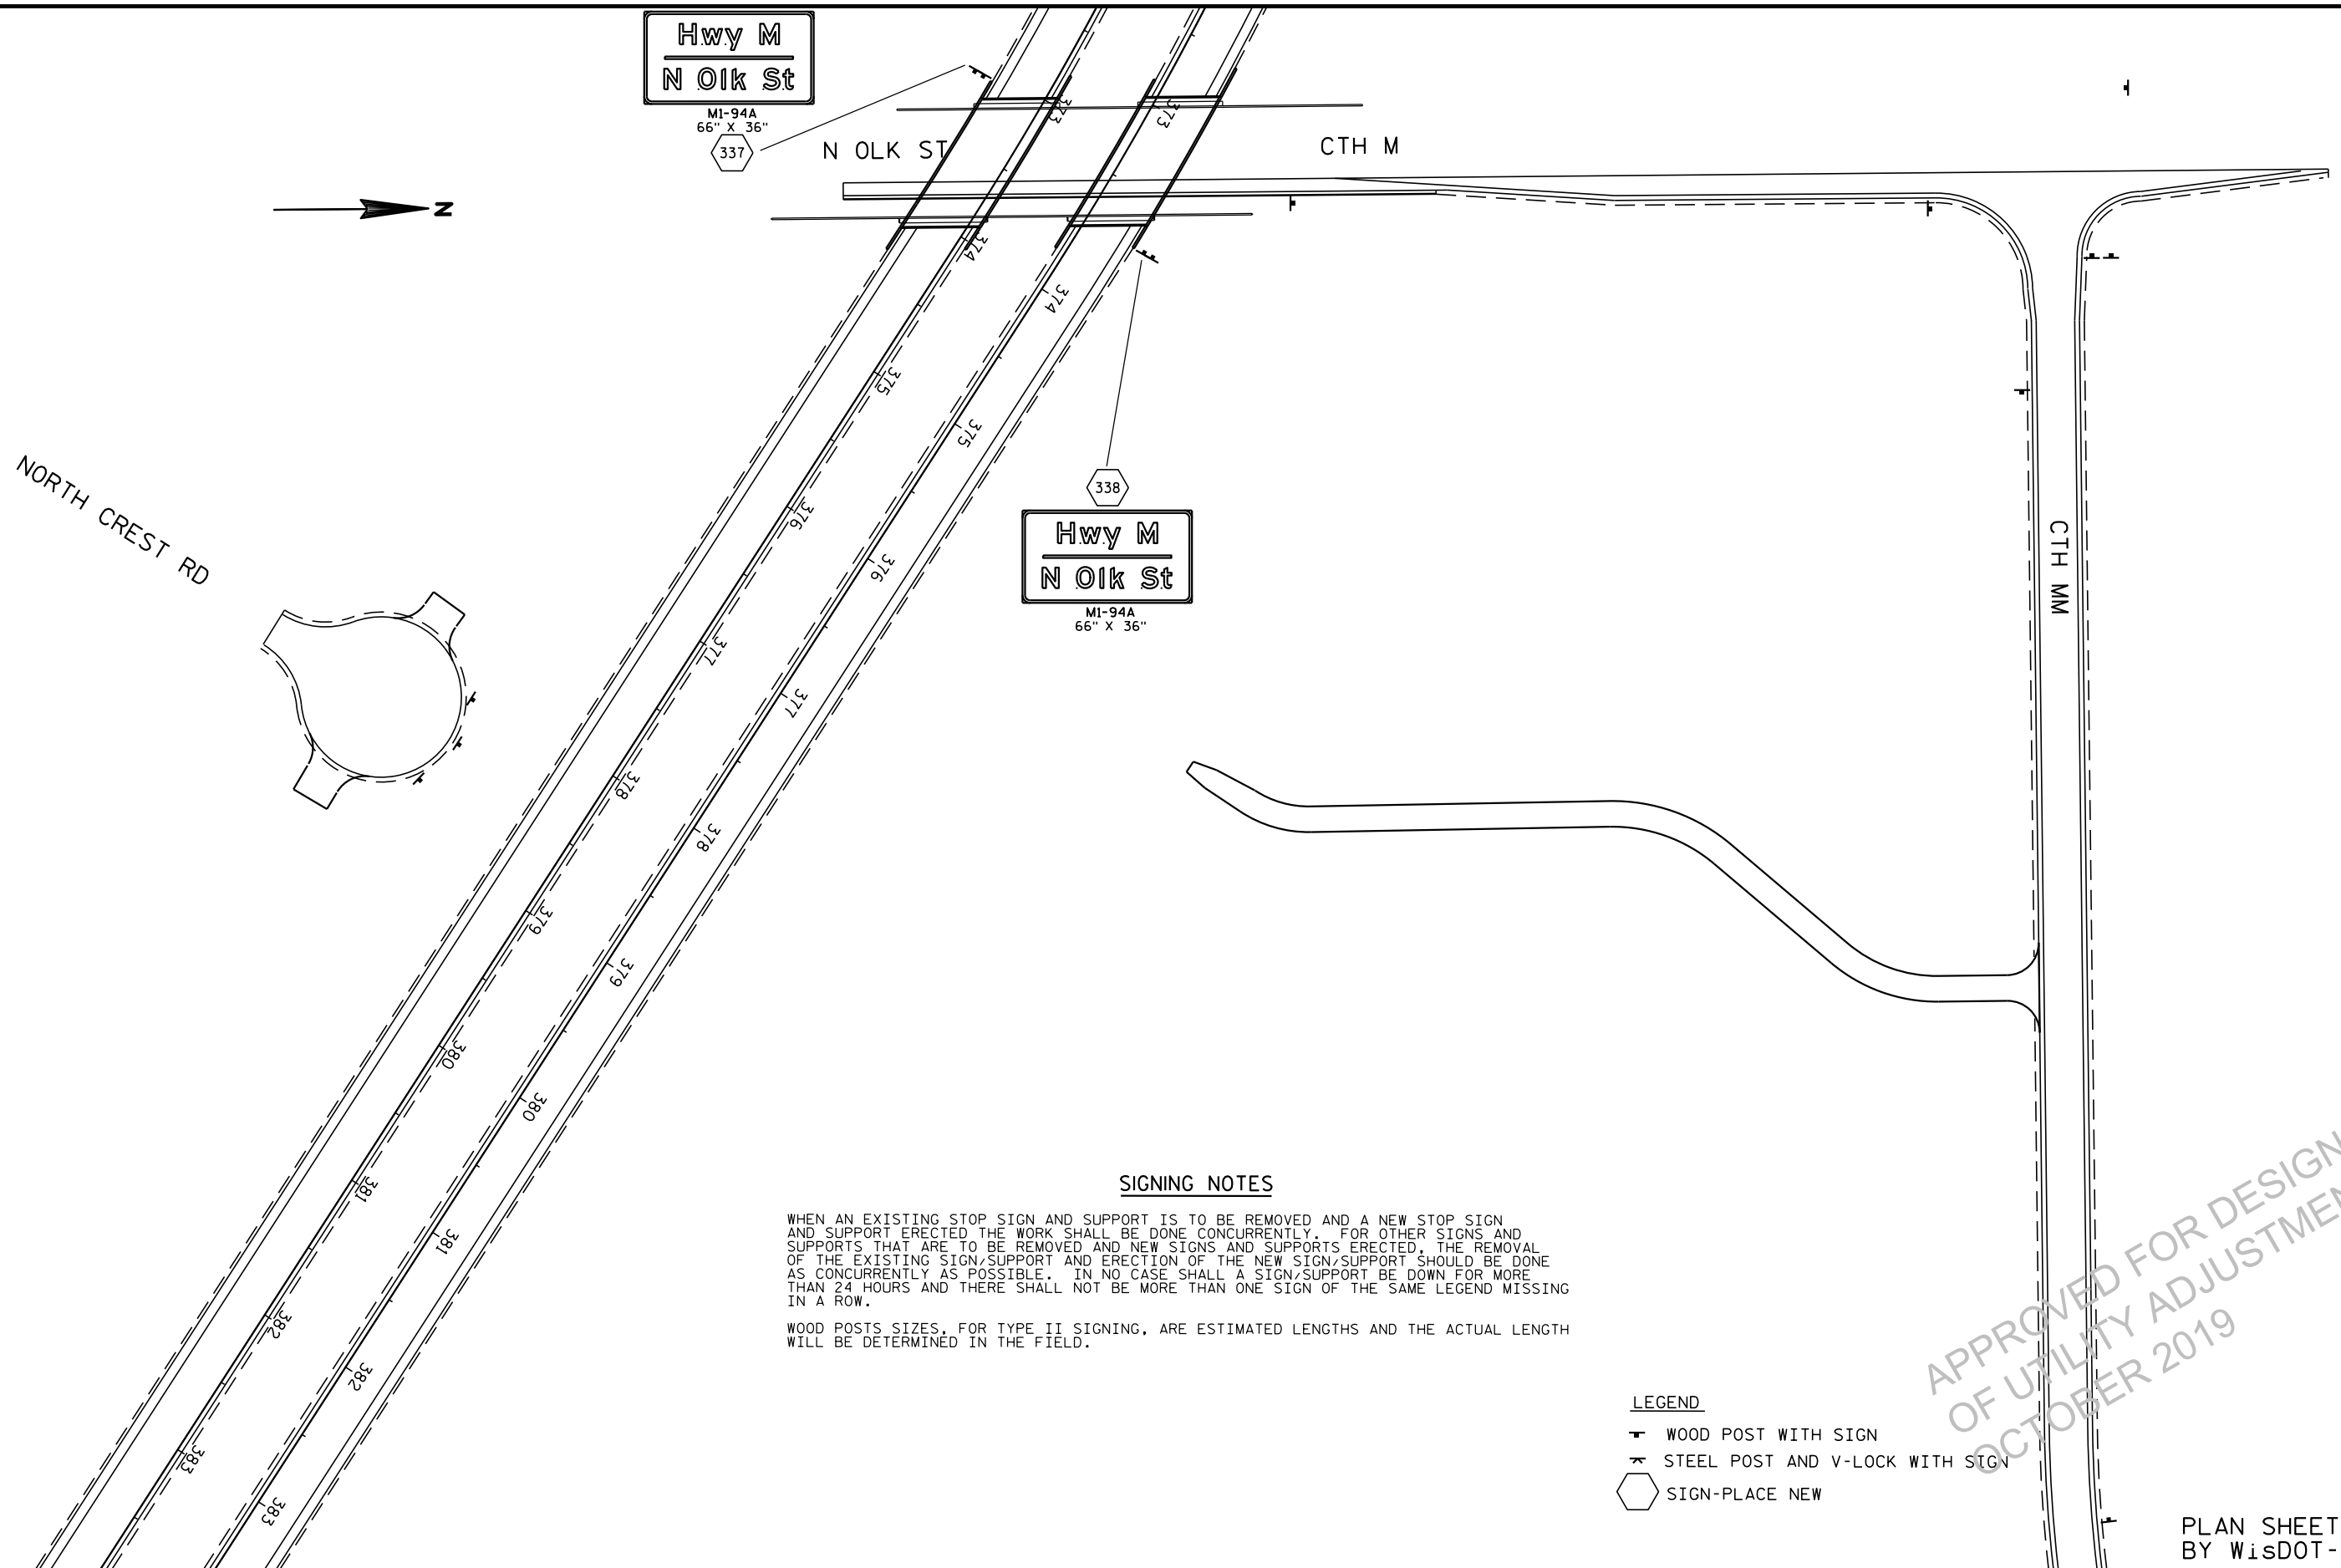 Hwy M
N Olk St
M1-94A
66" X 36"
337
N OLK ST
CTH M
N
373
373
374
374
375
375
376
376
377
377
378
378
379
379
380
380
381
381
382
382
383
383
NORTH CREST RD
338
Hwy M
N Olk St
M1-94A
66" X 36"
CTH MM
SIGNING NOTES
WHEN AN EXISTING STOP SIGN AND SUPPORT IS TO BE REMOVED AND A NEW STOP SIGN
AND SUPPORT ERECTED THE WORK SHALL BE DONE CONCURRENTLY. FOR OTHER SIGNS AND
SUPPORTS THAT ARE TO BE REMOVED AND NEW SIGNS AND SUPPORTS ERECTED, THE REMOVAL
OF THE EXISTING SIGN/SUPPORT AND ERECTION OF THE NEW SIGN/SUPPORT SHOULD BE DONE
AS CONCURRENTLY AS POSSIBLE. IN NO CASE SHALL A SIGN/SUPPORT BE DOWN FOR MORE
THAN 24 HOURS AND THERE SHALL NOT BE MORE THAN ONE SIGN OF THE SAME LEGEND MISSING
IN A ROW.
WOOD POSTS SIZES, FOR TYPE II SIGNING, ARE ESTIMATED LENGTHS AND THE ACTUAL LENGTH
WILL BE DETERMINED IN THE FIELD.
LEGEND
WOOD POST WITH SIGN
STEEL POST AND V-LOCK WITH SIGN
SIGN-PLACE NEW
APPROVED FOR DESIGN
OF UTILITY ADJUSTMEN
OCTOBER 2019
PLAN SHEET
BY WisDOT-